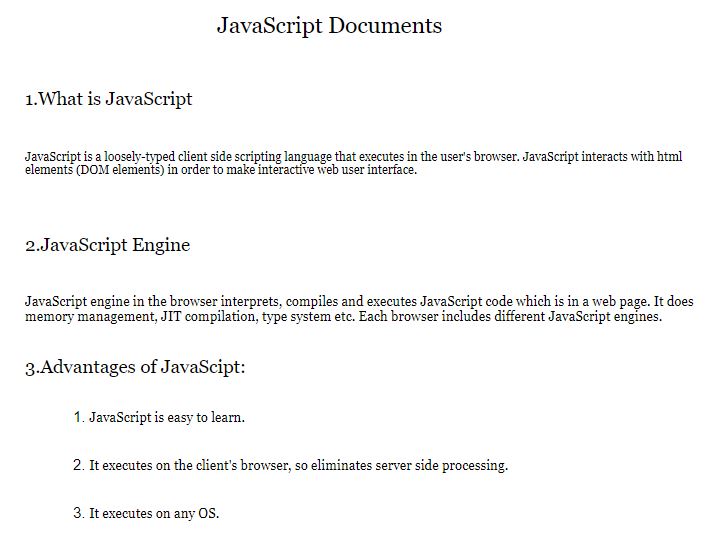 JavaScript Documents
1.What is JavaScript
JavaScript is a loosely-typed client side scripting language that executes in the user's browser. JavaScript interacts with html
elements (DOM elements) in order to make interactive web user interface.
2.JavaScript Engine
JavaScript engine in the browser interprets, compiles and executes JavaScript code which is in a web page. It does
memory management, JIT compilation, type system etc. Each browser includes different JavaScript engines.
3.Advantages of JavaScipt:
1. JavaScript is easy to learn.
2. It executes on the client's browser, so eliminates server side processing.
3. It executes on any OS.